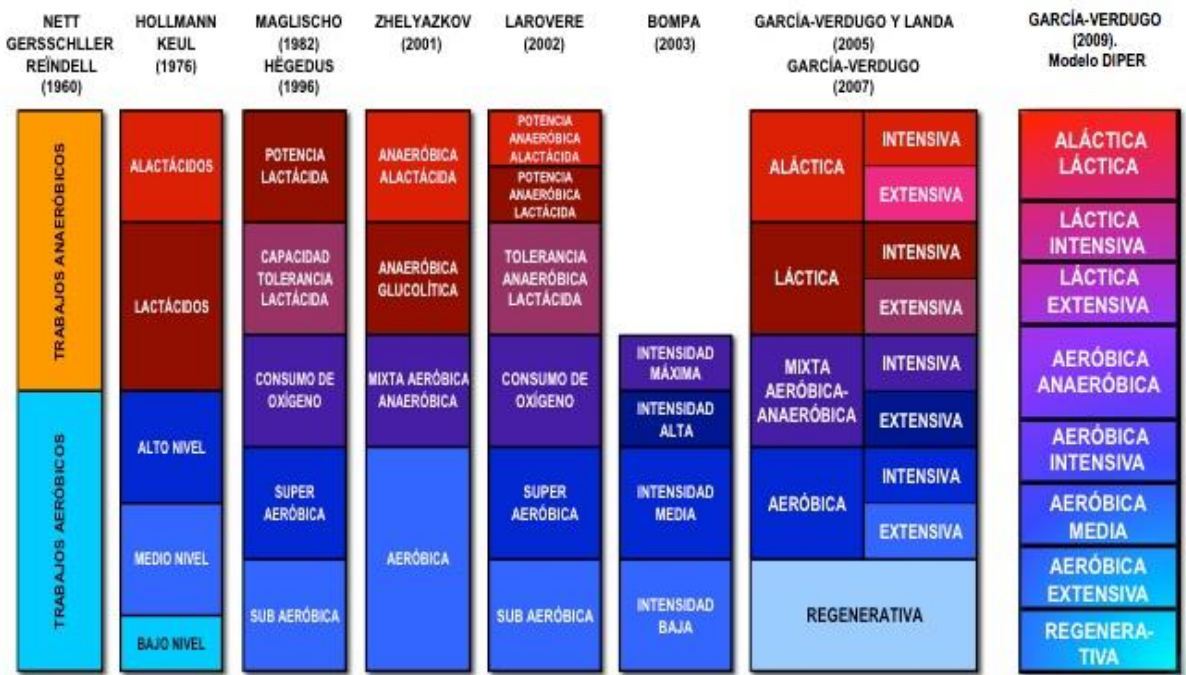 NETT
GERSSCHLLER
REÏNDELL
(1960)
TRABAJOS ANAERÓBICOS
TRABAJOS AERÓBICOS
HOLLMANN
KEUL
(1976)
ALACTÁCIDOS
LACTÁCIDOS
ALTO NIVEL
MEDIO NIVEL
BAJO NIVEL
MAGLISCHO
(1982)
HËGEDUS
(1996)
POTENCIA
LACTÁCIDA
CAPACIDAD
TOLERANCIA
LACTÁCIDA
CONSUMO DE
OXÍGENO
SUPER
AERÓBICA
SUB AERÓBICA
ZHELYAZKOV
(2001)
ANAERÓBICA
ALACTÁCIDA
ANAERÓBICA
GLUCOLÍTICA
MIXTA AERÓBICA
ANAERÓBICA
AERÓBICA
LAROVERE
(2002)
POTENCIA
ANAERÓBICA
ALACTÁCIDA
POTENCIA
ANAERÓBICA
LACTÁCIDA
TOLERANCIA
ANAERÓBICA
LACTÁCIDA
CONSUMO DE
OXÍGENO
SUPER
AERÓBICA
SUB AERÓBICA
BOMPA
(2003)
INTENSIDAD
MÁXIMA
INTENSIDAD
ALTA
INTENSIDAD
MEDIA
INTENSIDAD
BAJA
GARCÍA-VERDUGO Y LANDA
(2005)
GARCÍA-VERDUGO
(2007)
ALÁCTICA
INTENSIVA
EXTENSIVA
LÁCTICA
INTENSIVA
EXTENSIVA
MIXTA
AERÓBICA-
ANAERÓBICA
INTENSIVA
EXTENSIVA
AERÓBICA
INTENSIVA
EXTENSIVA
REGENERATIVA
GARCÍA-VERDUGO
(2009).
Modelo DIPER
ALÁCTICA
LÁCTICA
LÁCTICA
INTENSIVA
LÁCTICA
EXTENSIVA
AERÓBICA
ANAERÓBICA
AERÓBICA
INTENSIVA
AERÓBICA
MEDIA
AERÓBICA
EXTENSIVA
REGENERA-
TIVA